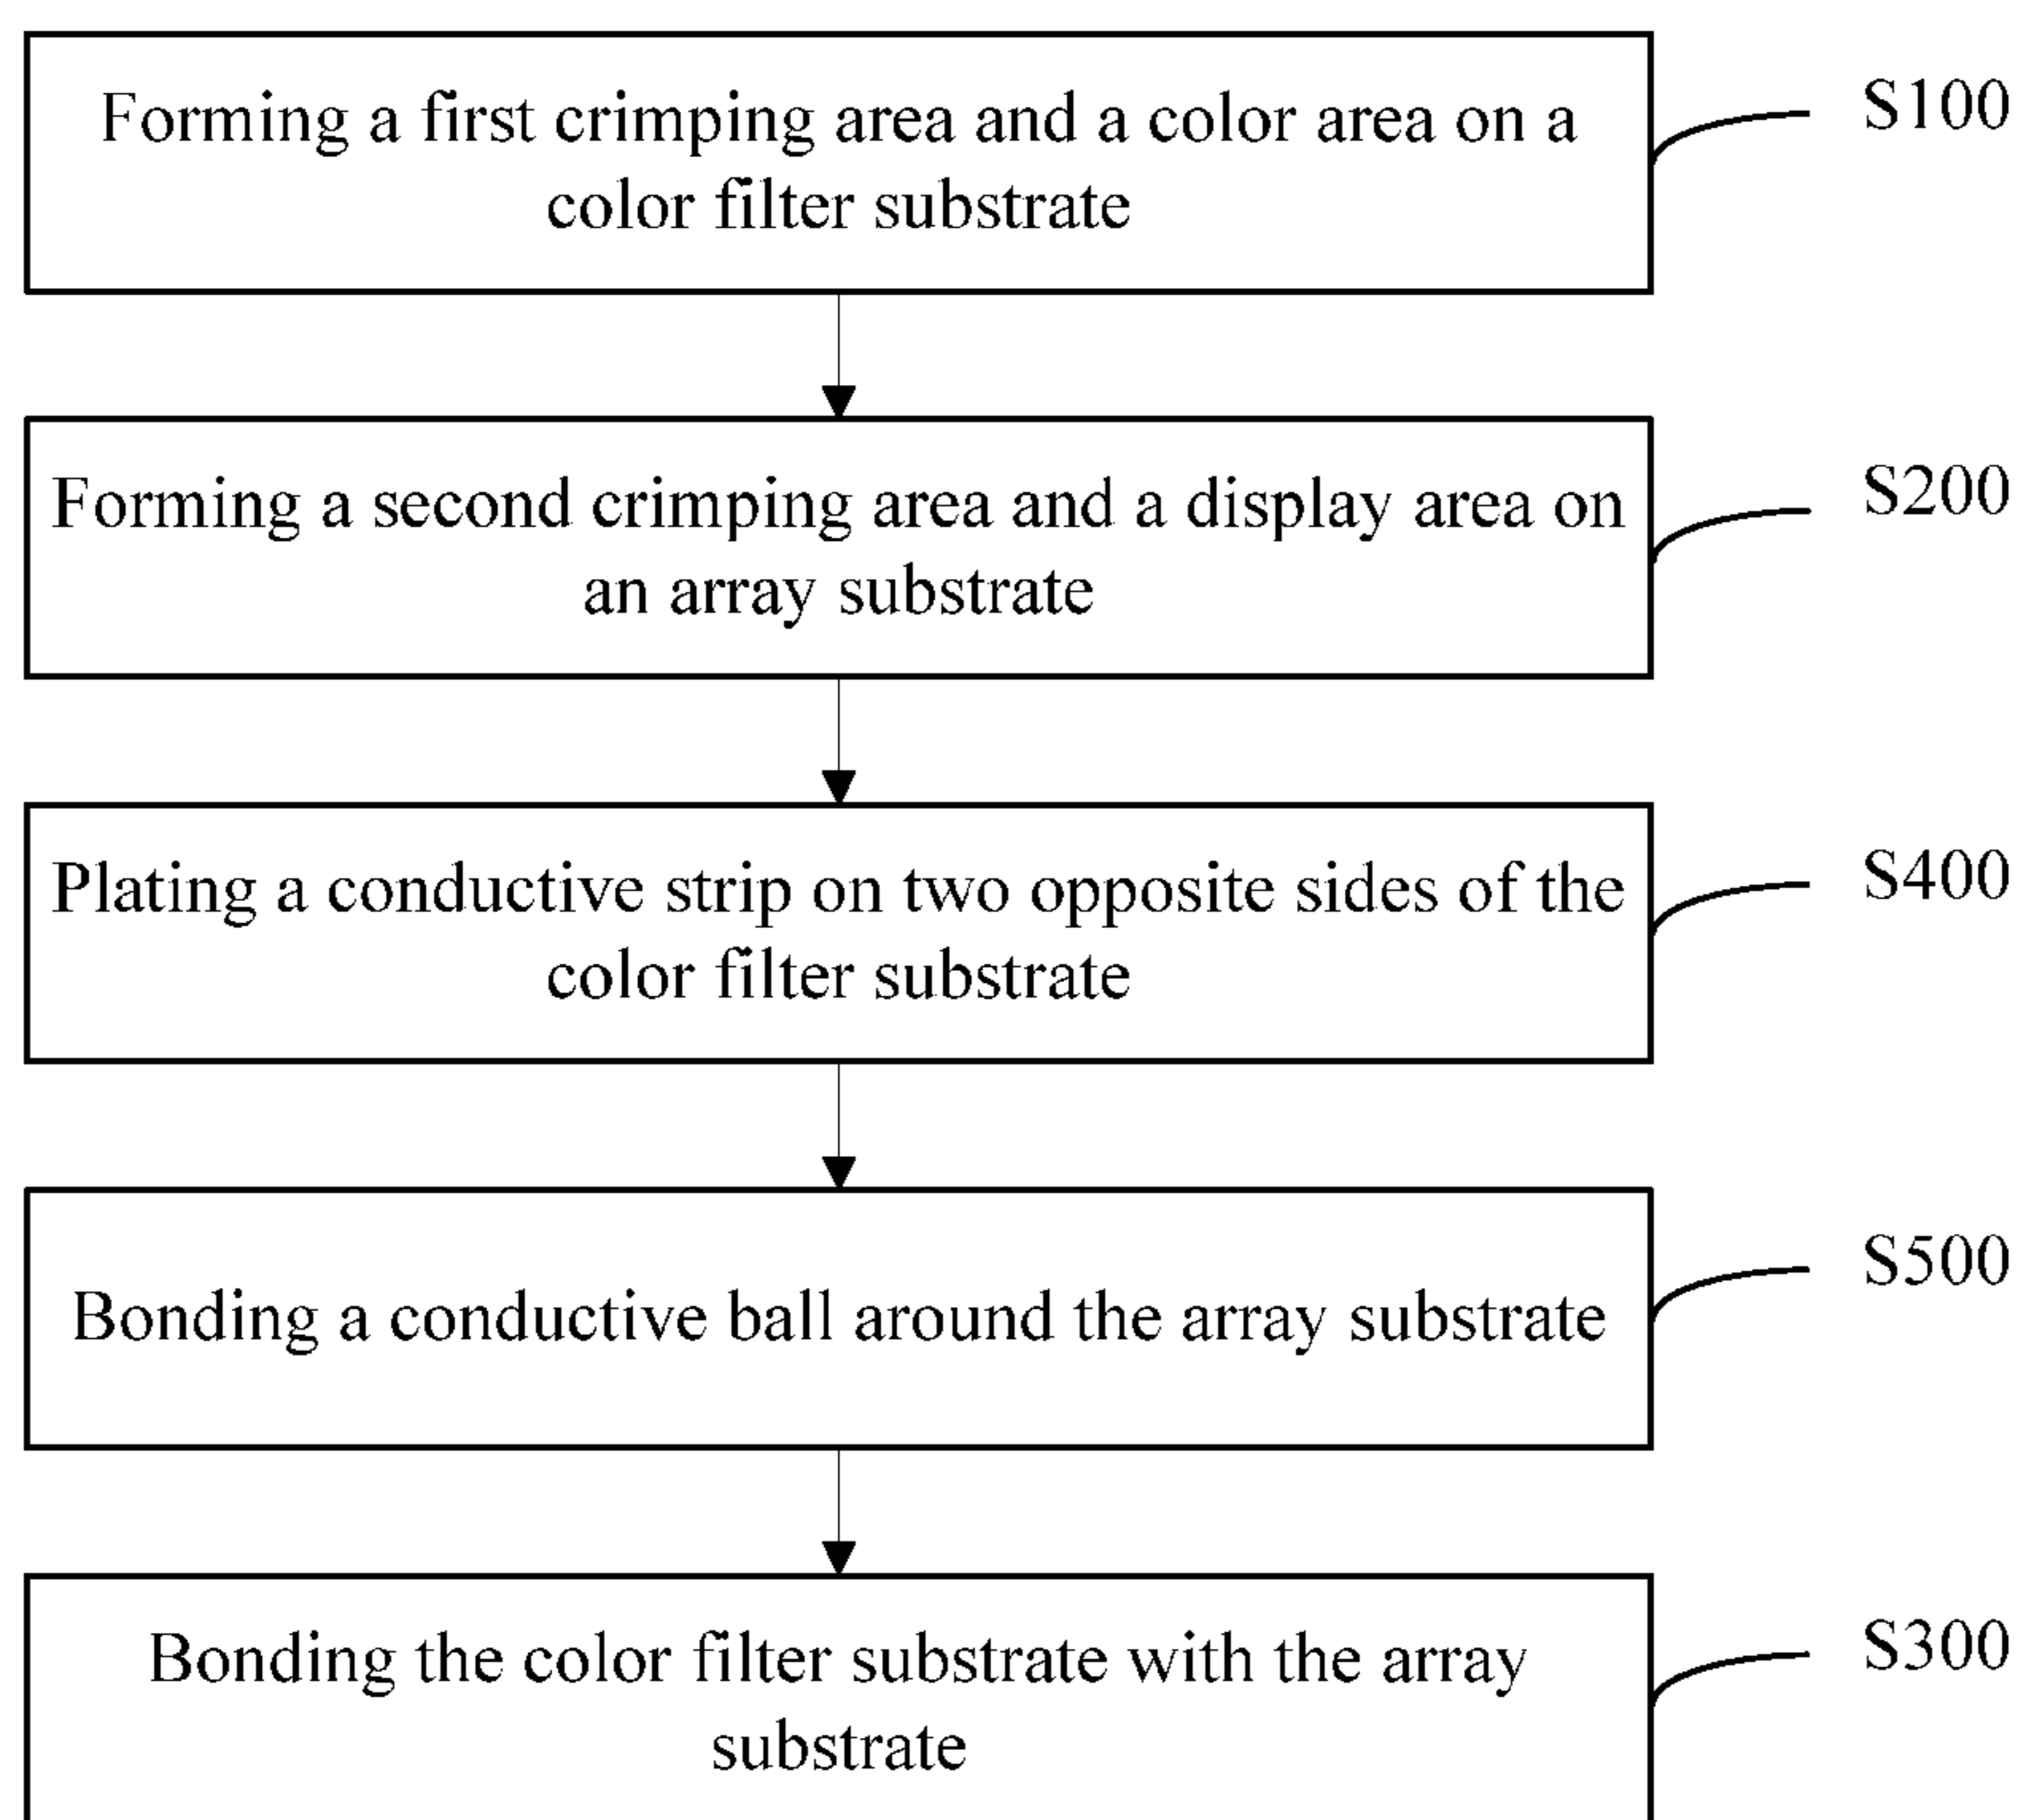 Forming a first crimping area and a color area on a
color filter substrate
S100
Forming a second crimping area and a display area on
an array substrate
S200
Plating a conductive strip on two opposite sides of the
color filter substrate
S400
Bonding a conductive ball around the array substrate
S500
Bonding the color filter substrate with the array
substrate
S300